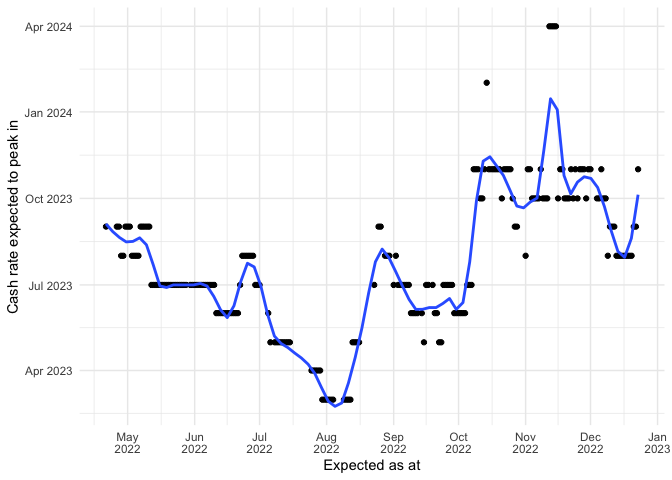 Cash rate expected to peak in
Apr 2024
Jan 2024
Oct 2023
Jul 2023
Apr 2023
May Jun Jul Aug Sep Oct Nov Dec Jan
2022 2022 2022 2022 2022 2022 2022 2022 2023
Expected as at